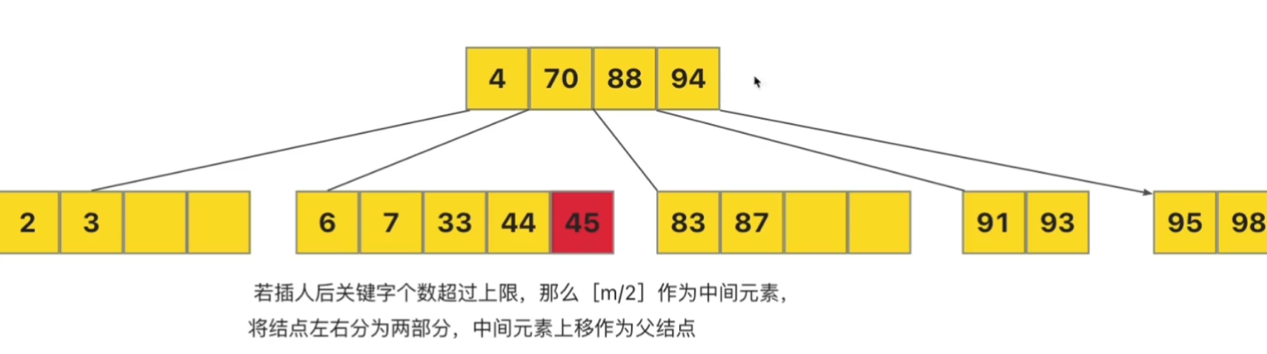 4 70 88 94
2 3 6 7 33 44 45 83 87 91 93 95 98
若插人后关键字个数超过上限，那么［m/2］作为中间元素，
将结点左右分为两部分，中间元素上移作为父结点